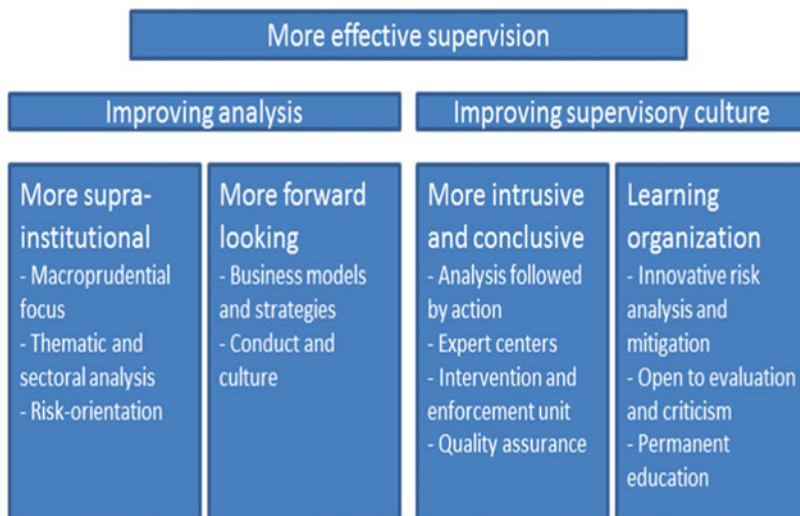 More effective supervision
Improving analysis
Improving supervisory culture
More supra-
institutional
- Macroprudential
focus
- Thematic and
sectoral analysis
- Risk-orientation
More forward
looking
- Business models
and strategies
- Conduct and
culture
More intrusive
and conclusive
- Analysis followed
by action
- Expert centers
- Intervention and
enforcement unit
- Quality assurance
Learning
organization
- Innovative risk
analysis and
mitigation
- Open to evaluation
and criticism
- Permanent
education